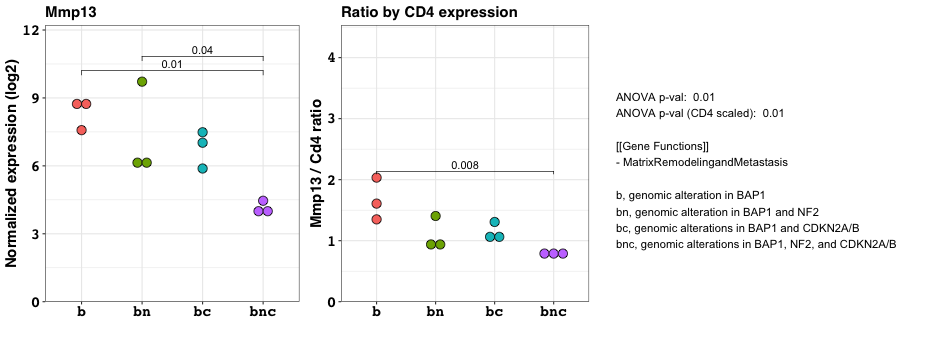 Mmp13
Normalized expression (log2)
12
9
6
3
0
0.04
0.01
b
bn
bc
bnc
Ratio by CD4 expression
Mmp13 / Cd4 ratio
4
3
2
1
0
0.008
b
bn
bc
bnc
ANOVA p-val:  0.01
ANOVA p-val (CD4 scaled):  0.01
[[Gene Functions]]
- MatrixRemodelingandMetastasis
b, genomic alteration in BAP1
bn, genomic alteration in BAP1 and NF2
bc, genomic alterations in BAP1 and CDKN2A/B
bnc, genomic alterations in BAP1, NF2, and CDKN2A/B